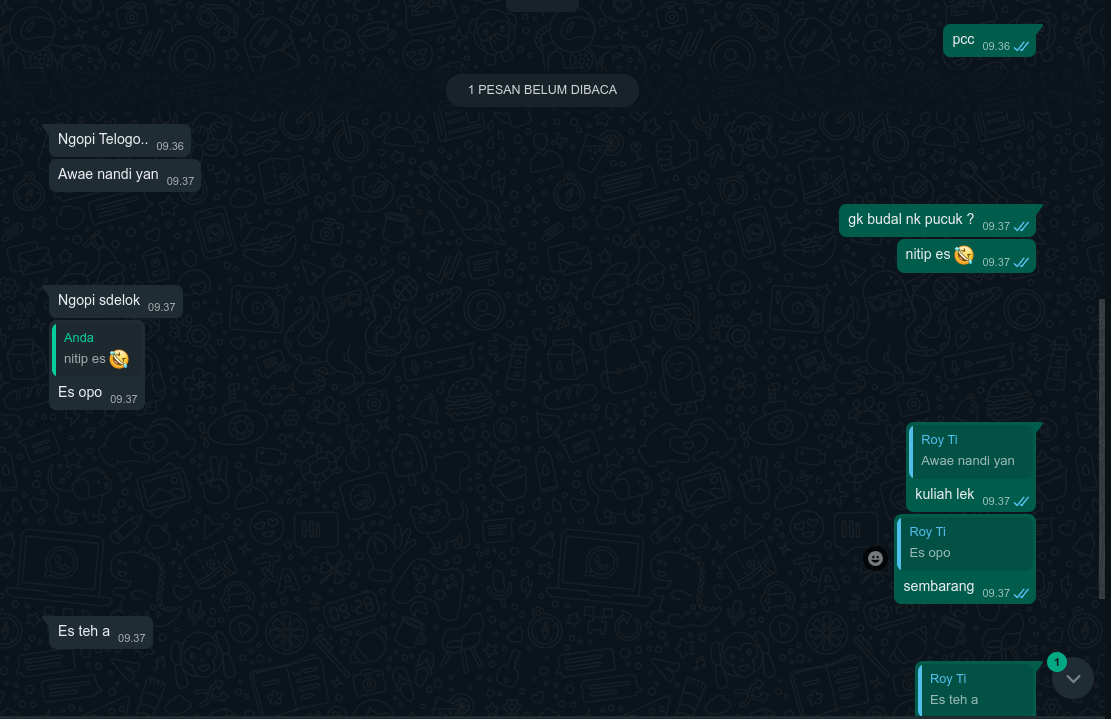 pcc 09.36
1 PESAN BELUM DIBACA
Ngopi Telogo.. 09.36
Awae nandi yan 09.37
gk budal nk pucuk ? 09.37
nitip es 🤣 09.37
Ngopi sdelok 09.37
Anda
nitip es 🤣
Es opo 09.37
Roy Ti
Awae nandi yan
kuliah lek 09.37
Roy Ti
Es opo
sembarang 09.37
Es teh a 09.37
1
Roy Ti
Es teh a